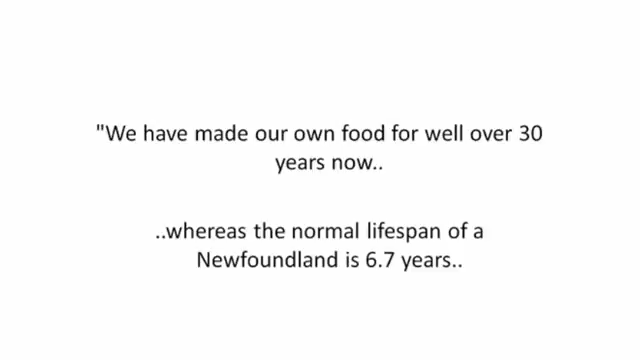 "We have made our own food for well over 30
years now..
..whereas the normal lifespan of a
Newfoundland is 6.7 years..